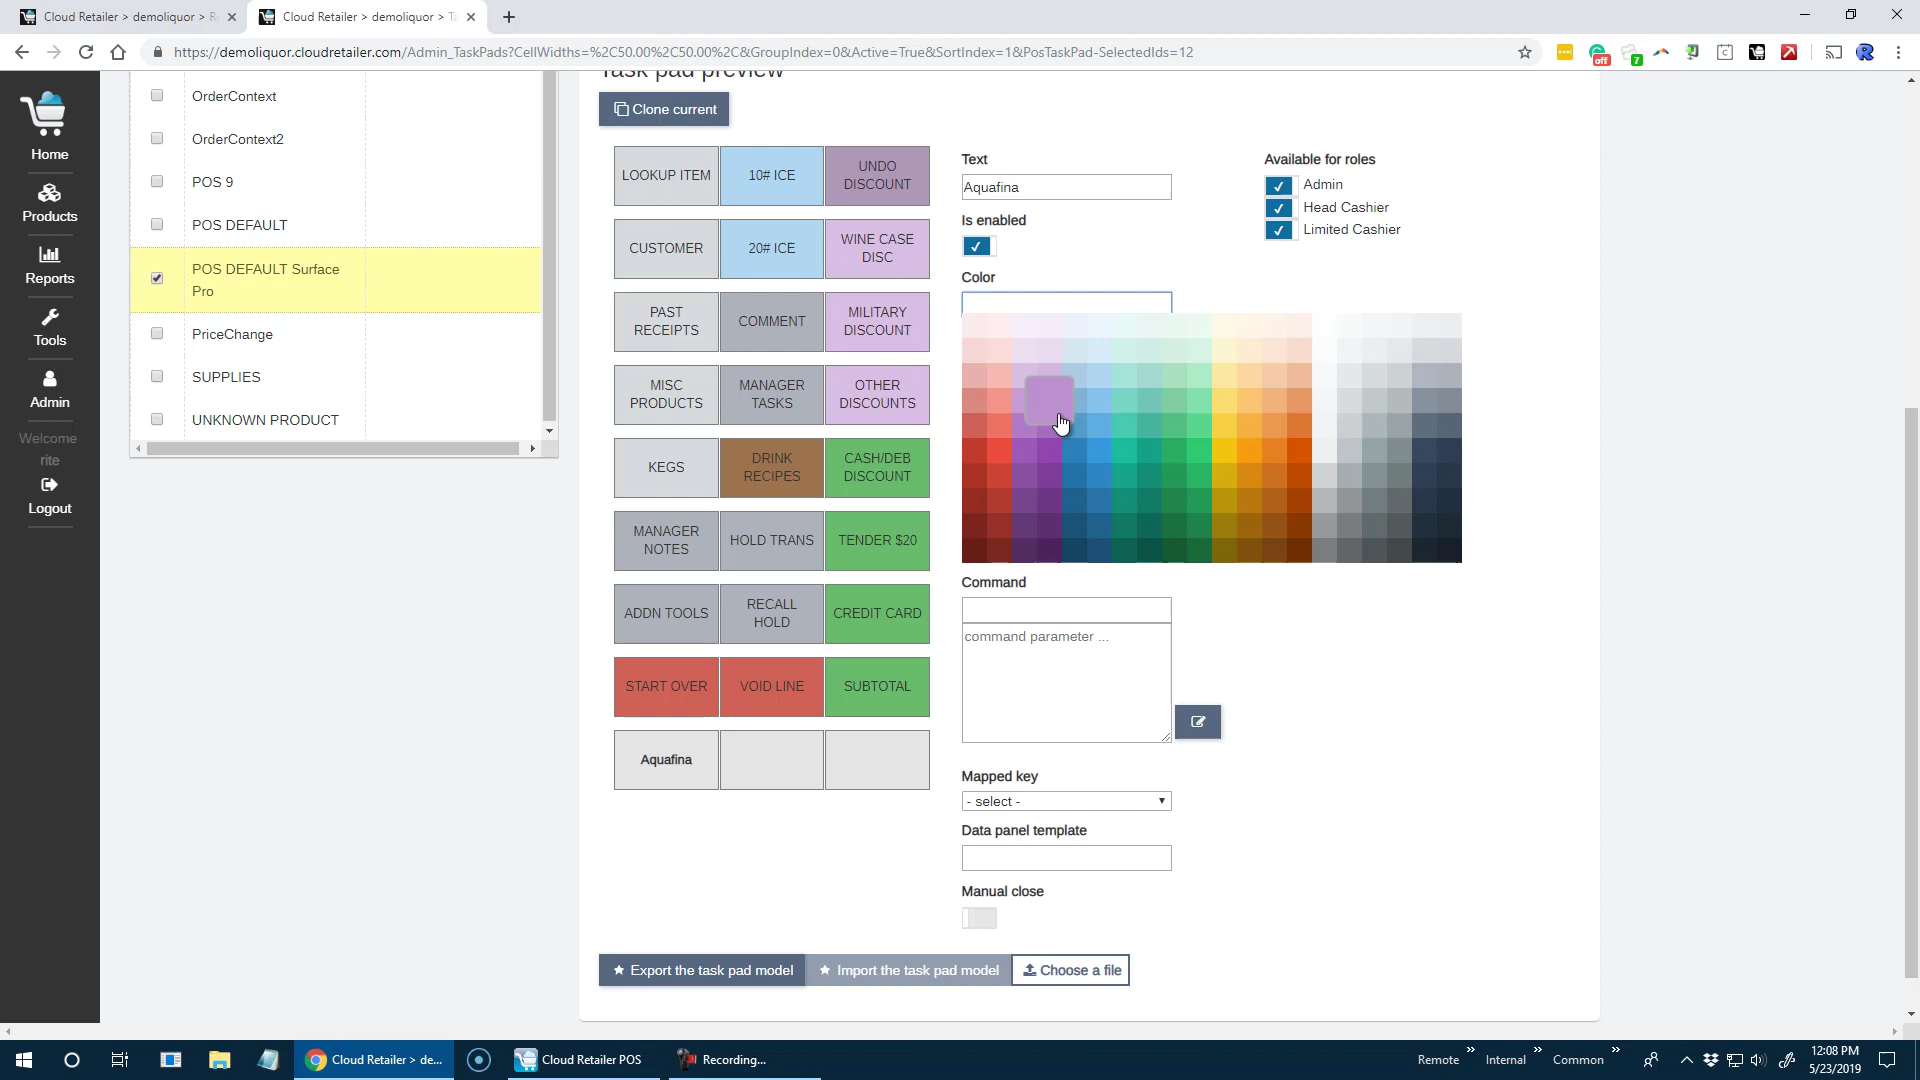 Cloud Retailer > demoliquor > R
Cloud Retailer > demoliquor > Ta
https://demoliquor.cloudretailer.com/Admin_TaskPads?CellWidths=%2C50.00%2C50.00%2C&GroupIndex=0&Active=True&SortIndex=1&PosTaskPad-SelectedIds=12
off
7
Home
Products
Reports
Tools
Admin
Welcome
rite
Logout
OrderContext
OrderContext2
POS 9
POS DEFAULT
POS DEFAULT Surface
Pro
PriceChange
SUPPLIES
UNKNOWN PRODUCT
Task pad preview
Clone current
LOOKUP ITEM
10# ICE
UNDO
DISCOUNT
CUSTOMER
20# ICE
WINE CASE
DISC
PAST
RECEIPTS
COMMENT
MILITARY
DISCOUNT
MISC
PRODUCTS
MANAGER
TASKS
OTHER
DISCOUNTS
KEGS
DRINK
RECIPES
CASH/DEB
DISCOUNT
MANAGER
NOTES
HOLD TRANS
TENDER $20
ADDN TOOLS
RECALL
HOLD
CREDIT CARD
START OVER
VOID LINE
SUBTOTAL
Aquafina
Text
Aquafina
Is enabled
Color
Command
command parameter ...
Mapped key
- select -
Data panel template
Manual close
Available for roles
Admin
Head Cashier
Limited Cashier
Export the task pad model
Import the task pad model
Choose a file
Cloud Retailer > de...
Cloud Retailer POS
Recording...
Remote
Internal
Common
12:08 PM
5/23/2019